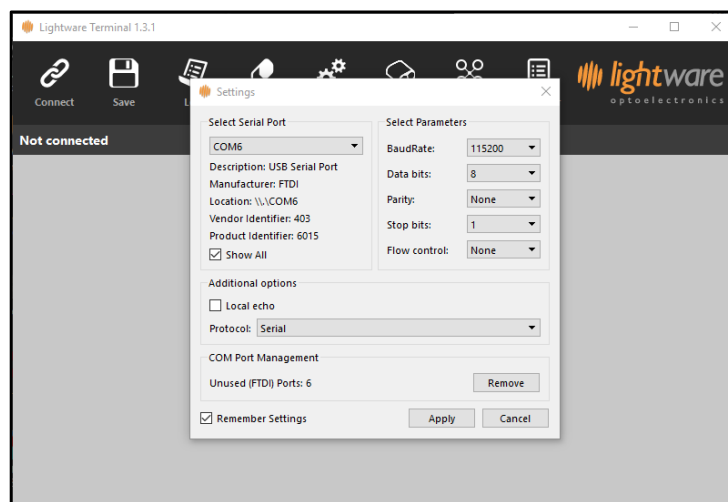 Lightware Terminal 1.3.1
Connect
Save
lightware
optoelectronics
Not connected
Settings
Select Serial Port
COM6
Description: USB Serial Port
Manufacturer: FTDI
Location: \\.\COM6
Vendor Identifier: 403
Product Identifier: 6015
Show All
Select Parameters
BaudRate: 115200
Data bits: 8
Parity: None
Stop bits: 1
Flow control: None
Additional options
Local echo
Protocol: Serial
COM Port Management
Unused (FTDI) Ports: 6 Remove
Remember Settings Apply Cancel